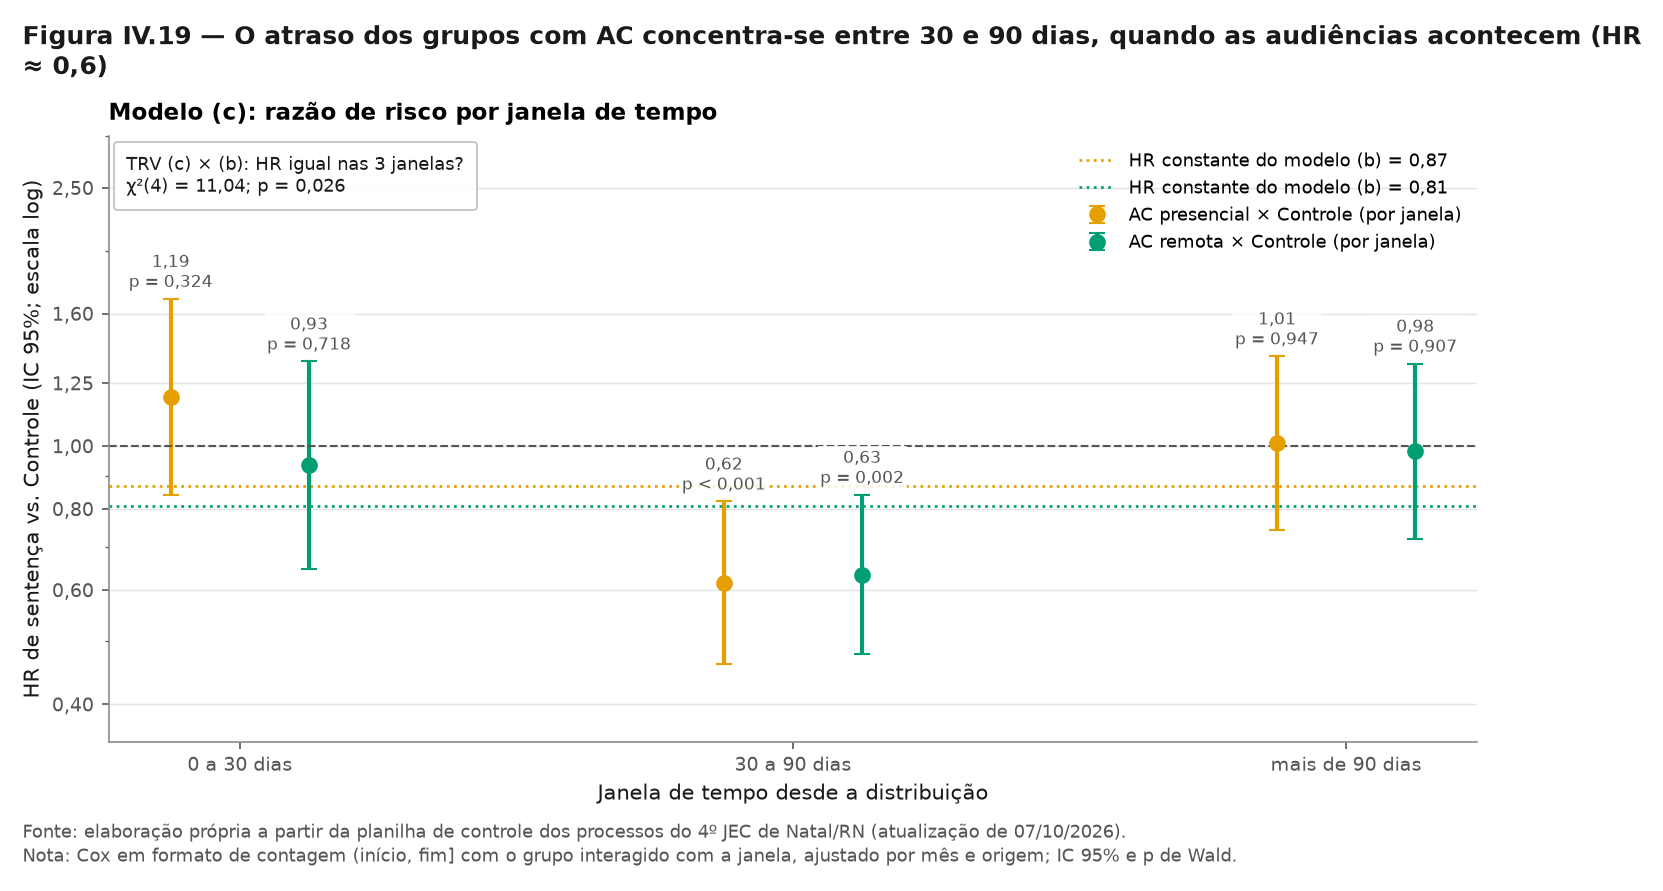 Figura IV.19 — O atraso dos grupos com AC concentra-se entre 30 e 90 dias, quando as audiências acontecem (HR
≈ 0,6)
Modelo (c): razão de risco por janela de tempo
TRV (c) × (b): HR igual nas 3 janelas?
χ²(4) = 11,04; p = 0,026
HR constante do modelo (b) = 0,87
HR constante do modelo (b) = 0,81
AC presencial × Controle (por janela)
AC remota × Controle (por janela)
HR de sentença vs. Controle (IC 95%; escala log)
2,50
1,60
1,25
1,00
0,80
0,60
0,40
1,19
p = 0,324
0,93
p = 0,718
0,62
p < 0,001
0,63
p = 0,002
1,01
p = 0,947
0,98
p = 0,907
0 a 30 dias
30 a 90 dias
mais de 90 dias
Janela de tempo desde a distribuição
Fonte: elaboração própria a partir da planilha de controle dos processos do 4º JEC de Natal/RN (atualização de 07/10/2026).
Nota: Cox em formato de contagem (início, fim] com o grupo interagido com a janela, ajustado por mês e origem; IC 95% e p de Wald.